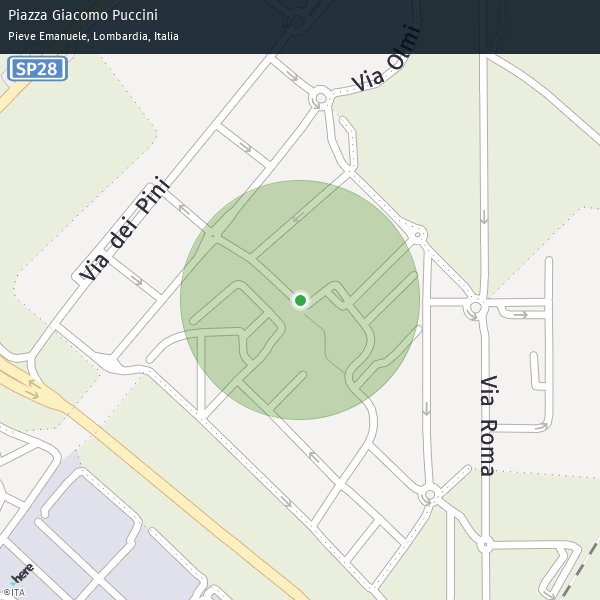 Piazza Giacomo Puccini
Pieve Emanuele, Lombardia, Italia
SP28
Via Olmi
Via dei Pini
Via Roma
here
©ITA